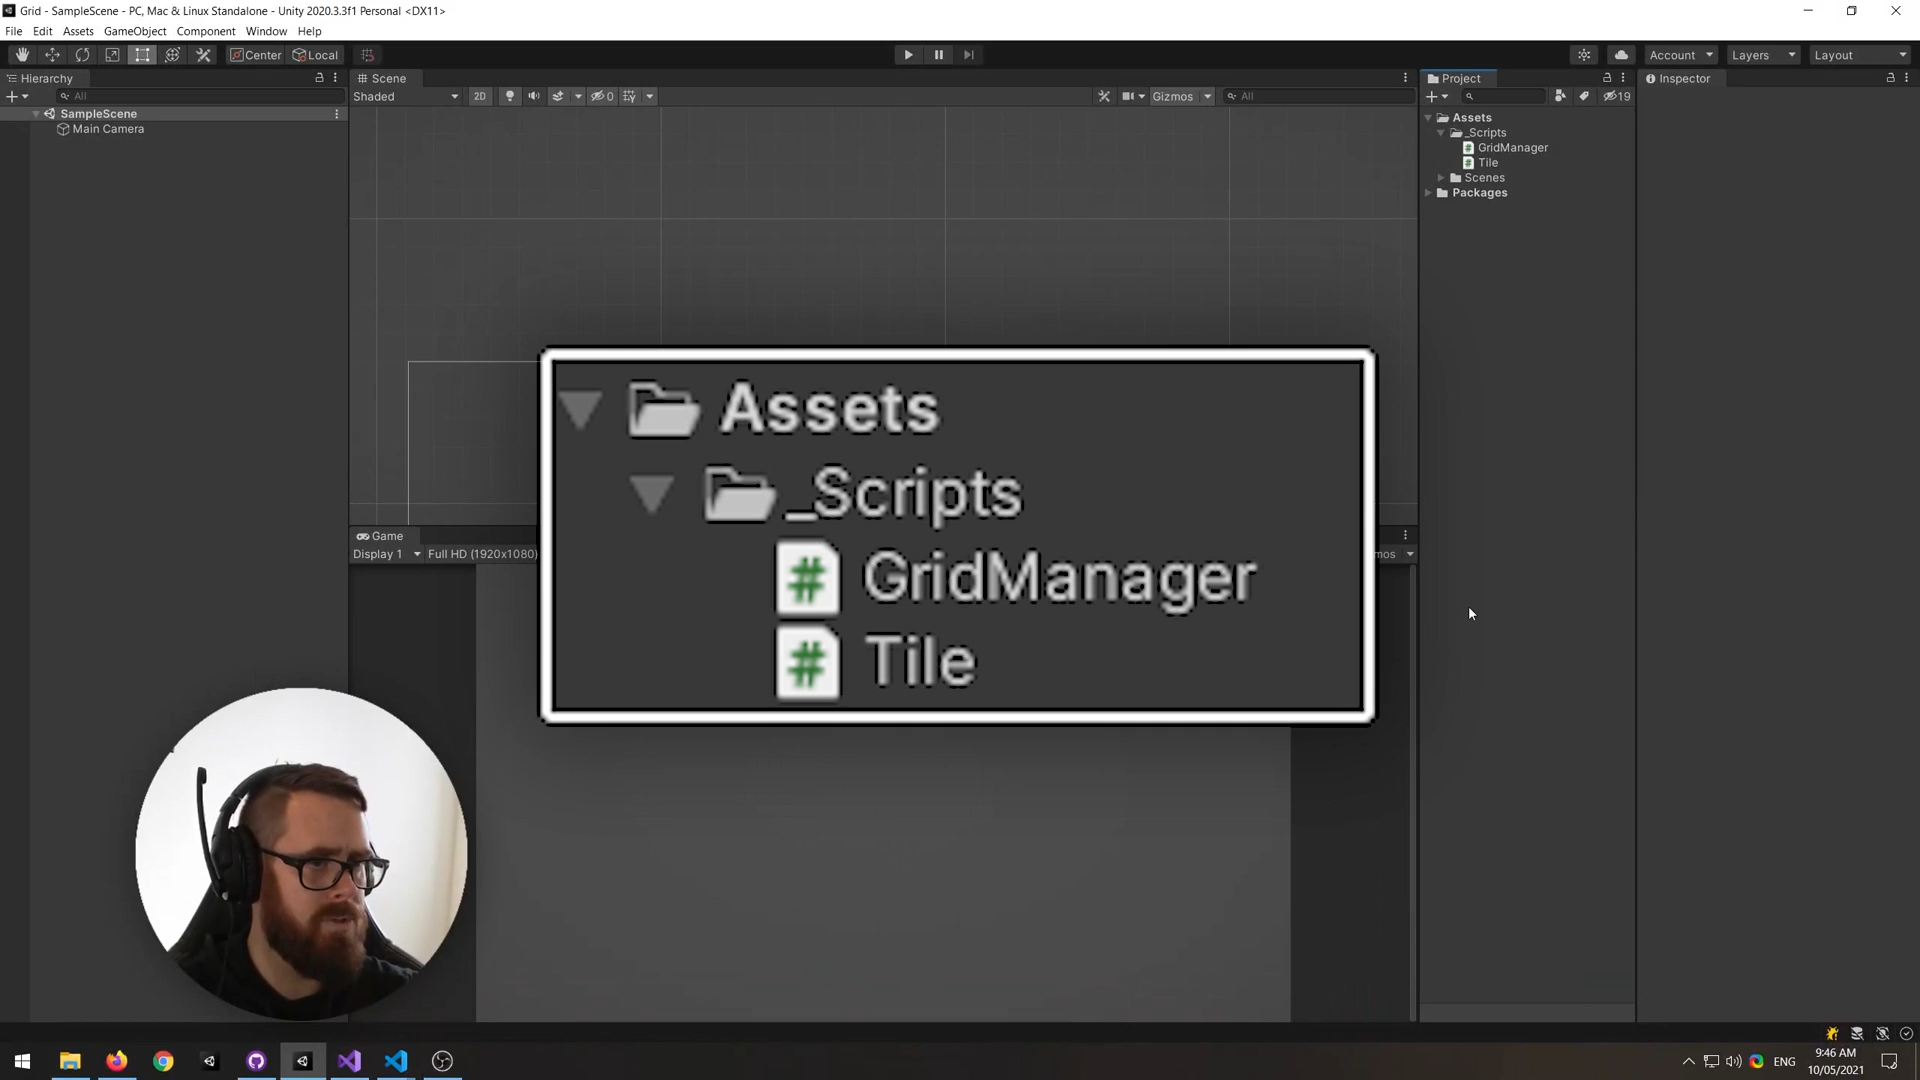 Grid - SampleScene - PC, Mac & Linux Standalone - Unity 2020.3.3f1 Personal <DX11>
File Edit Assets GameObject Component Window Help
Center Local
Account Layers Layout
Hierarchy
Scene
Project
Inspector
All
Shaded
2D
0
Gizmos
All
19
SampleScene
Main Camera
Assets
_Scripts
GridManager
Tile
Scenes
Packages
Assets
_Scripts
GridManager
Tile
Game
Display 1
Full HD (1920x1080)
mos
ENG
9:46 AM
10/05/2021